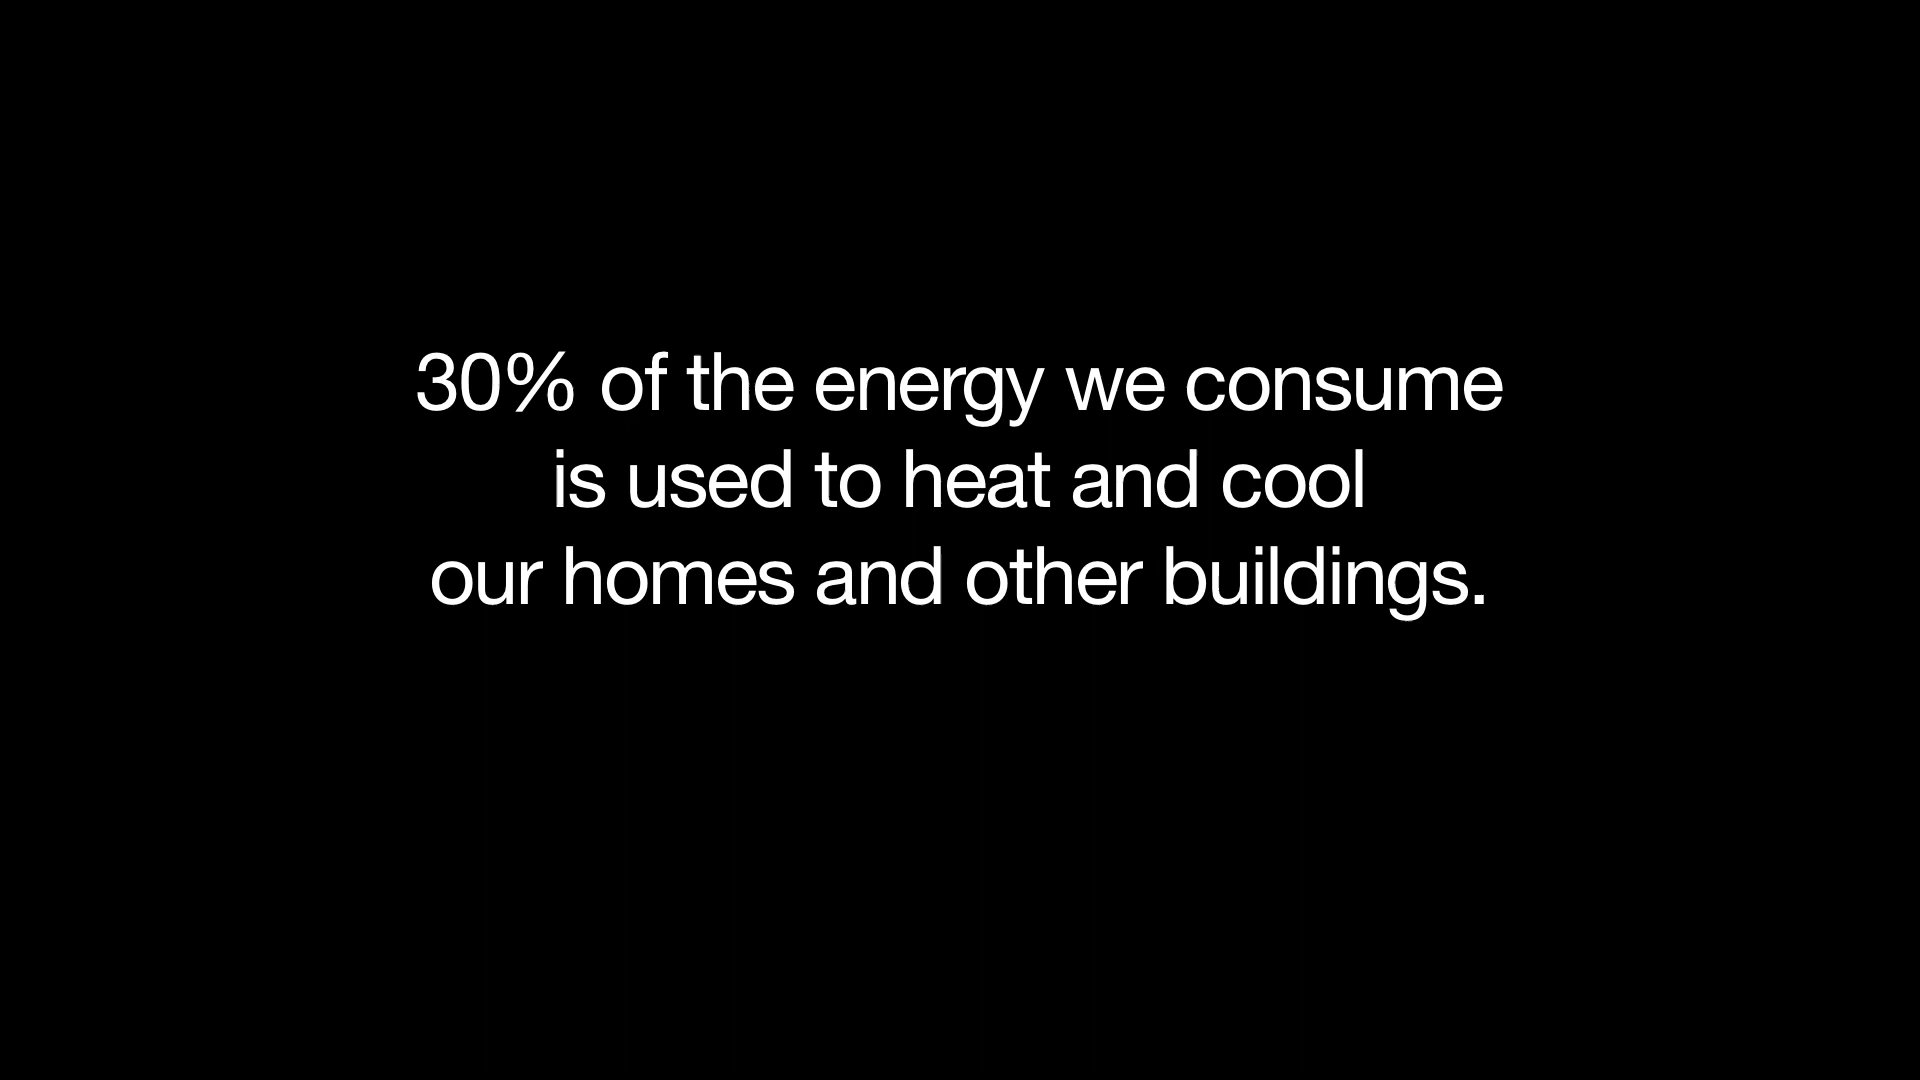 30% of the energy we consume
is used to heat and cool
our homes and other buildings.